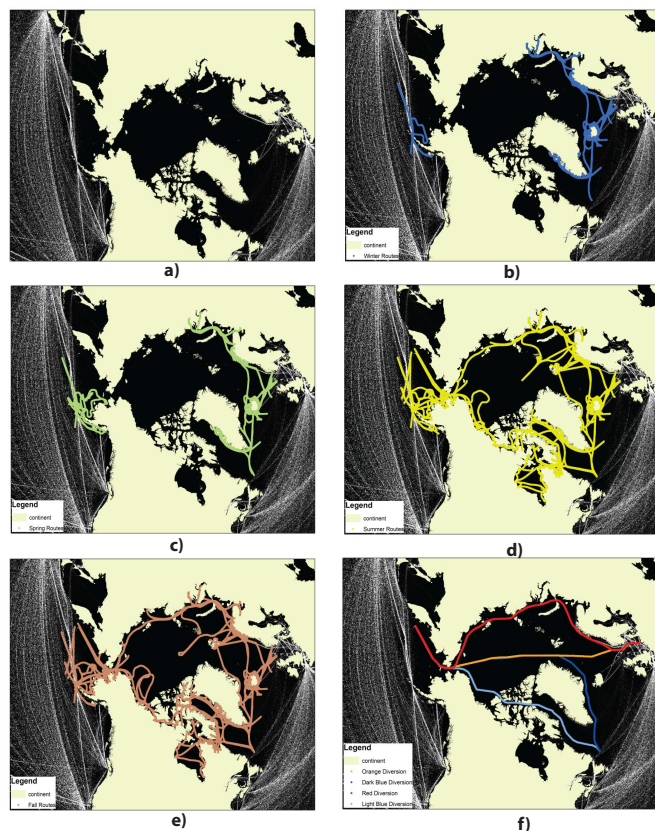 a)
Legend
continent
Winter Routes
b)
Legend
continent
Spring Routes
c)
Legend
continent
Summer Routes
d)
Legend
continent
Fall Routes
e)
Legend
continent
Orange Diversion
Dark Blue Diversion
Red Diversion
Light Blue Diversion
f)